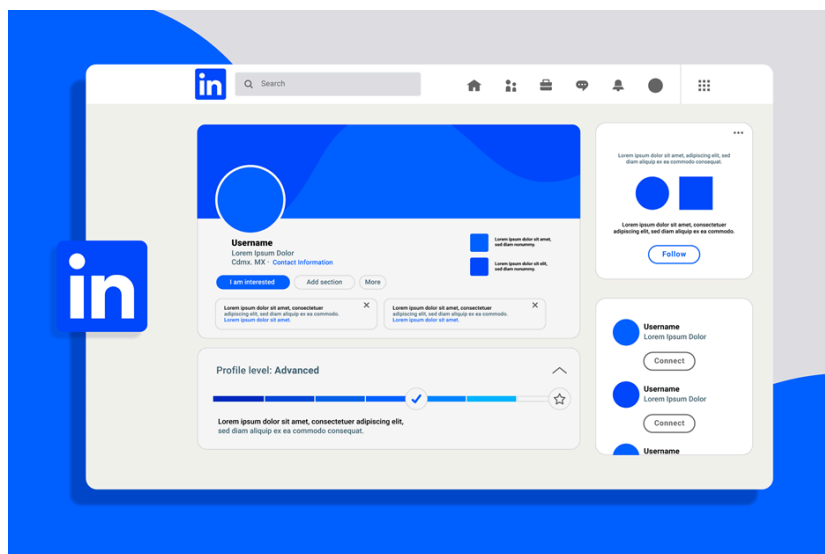 in
Search
Lorem ipsum dolor sit amet, adipiscing elit, sed
diam aliquip ex ea commodo consequat.
Lorem ipsum dolor sit amet, consectetuer
adipiscing elit, sed diam aliquip ex ea commodo.
Follow
Username
Lorem Ipsum Dolor
Cdmx. MX · Contact Information
Lorem ipsum dolor sit amet,
sed diam nonummy.
Lorem ipsum dolor sit elit,
sed diam nonummy.
I am interested
Add section
More
Lorem ipsum dolor sit amet, consectetuer
adipiscing elit, sed diam aliquip ex ea commodo.
Lorem ipsum dolor sit amet.
Lorem ipsum dolor sit amet, consectetuer
adipiscing elit, sed diam aliquip ex ea commodo.
Lorem ipsum dolor sit amet.
in
Profile level: Advanced
Lorem ipsum dolor sit amet, consectetuer adipiscing elit,
sed diam aliquip ex ea commodo consequat.
Username
Lorem Ipsum Dolor
Connect
Username
Lorem Ipsum Dolor
Connect
Username